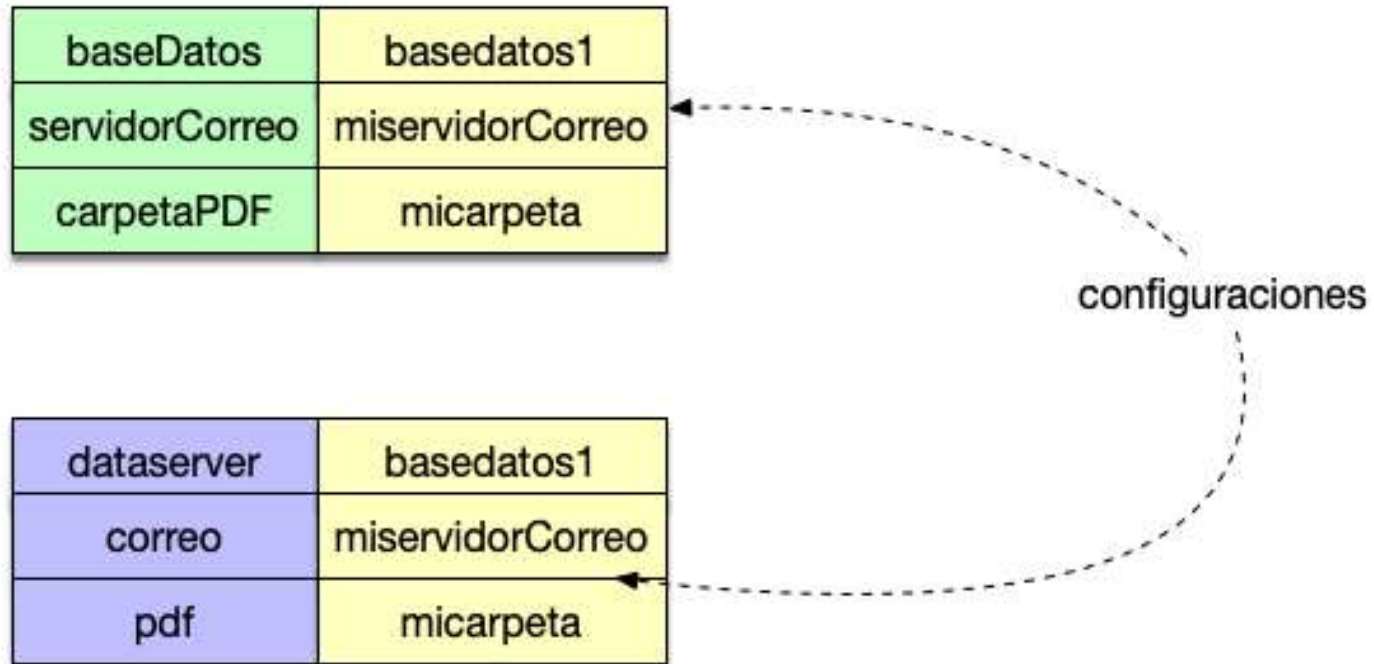 baseDatos basedatos1
servidorCorreo miservidorCorreo
carpetaPDF micarpeta
configuraciones
dataserver basedatos1
correo miservidorCorreo
pdf micarpeta